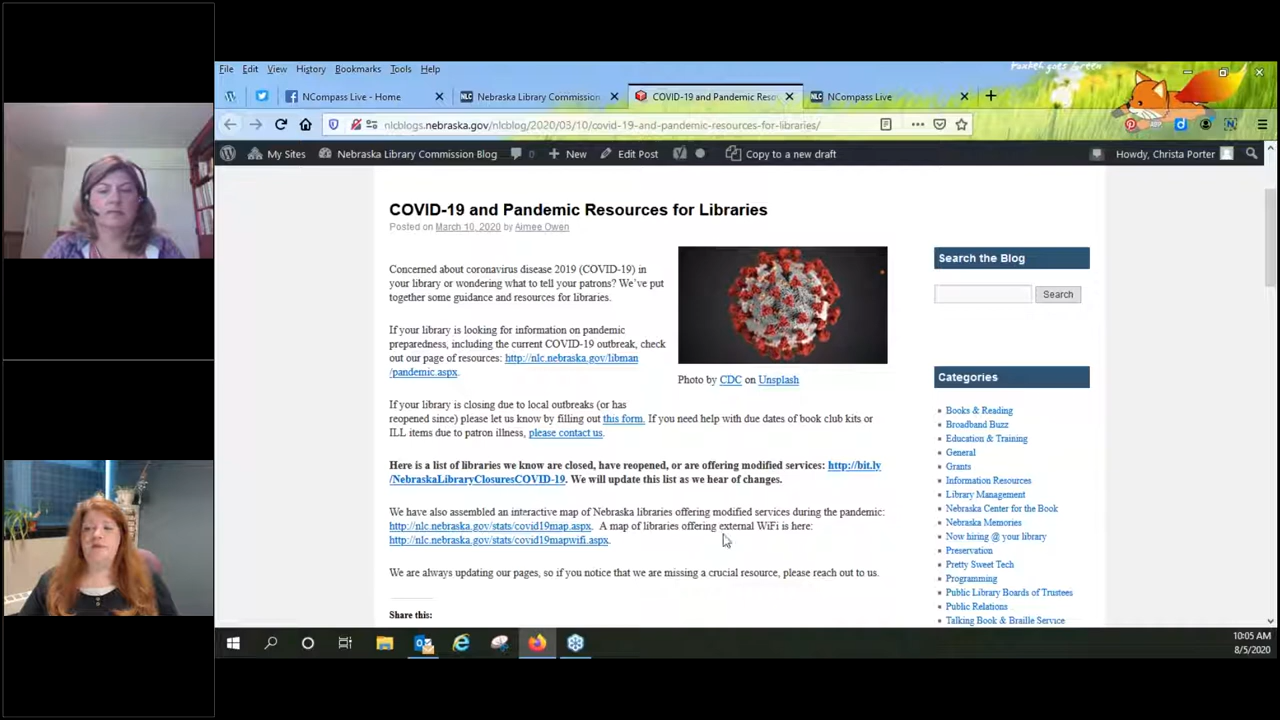 Foxkeh goes Green
File Edit View History Bookmarks Tools Help
NCompass Live - Home Nebraska Library Commission COVID-19 and Pandemic Reso NCompass Live
nlcblogs.nebraska.gov/nlcblog/2020/03/10/covid-19-and-pandemic-resources-for-libraries/
My Sites Nebraska Library Commission Blog 0 + New Edit Post Copy to a new draft Howdy, Christa Porter
COVID-19 and Pandemic Resources for Libraries
Posted on March 10, 2020 by Aimee Owen
Concerned about coronavirus disease 2019 (COVID-19) in
your library or wondering what to tell your patrons? We've put
together some guidance and resources for libraries.
If your library is looking for information on pandemic
preparedness, including the current COVID-19 outbreak, check
out our page of resources: http://nlc.nebraska.gov/libman
/pandemic.aspx.
Photo by CDC on Unsplash
If your library is closing due to local outbreaks (or has
reopened since) please let us know by filling out this form. If you need help with due dates of book club kits or
ILL items due to patron illness, please contact us.
Here is a list of libraries we know are closed, have reopened, or are offering modified services: http://bit.ly
/NebraskaLibraryClosuresCOVID-19. We will update this list as we hear of changes.
We have also assembled an interactive map of Nebraska libraries offering modified services during the pandemic:
http://nlc.nebraska.gov/stats/covid19map.aspx. A map of libraries offering external WiFi is here:
http://nlc.nebraska.gov/stats/covid19mapwifi.aspx.
We are always updating our pages, so if you notice that we are missing a crucial resource, please reach out to us.
Share this:
Search the Blog
Search
Categories
Books & Reading
Broadband Buzz
Education & Training
General
Grants
Information Resources
Library Management
Nebraska Center for the Book
Nebraska Memories
Now hiring @ your library
Preservation
Pretty Sweet Tech
Programming
Public Library Boards of Trustees
Public Relations
Talking Book & Braille Service
10:05 AM
8/5/2020